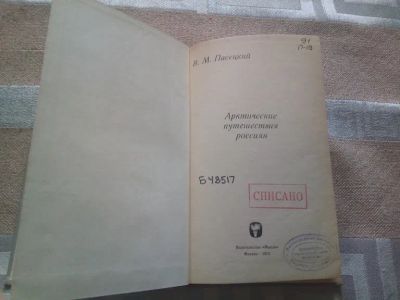 91
П-19
В. М. Пасецкий
Арктические
путешествия
россиян
Б 48517
СПИСАНО
Издательство «Мысль»
Москва